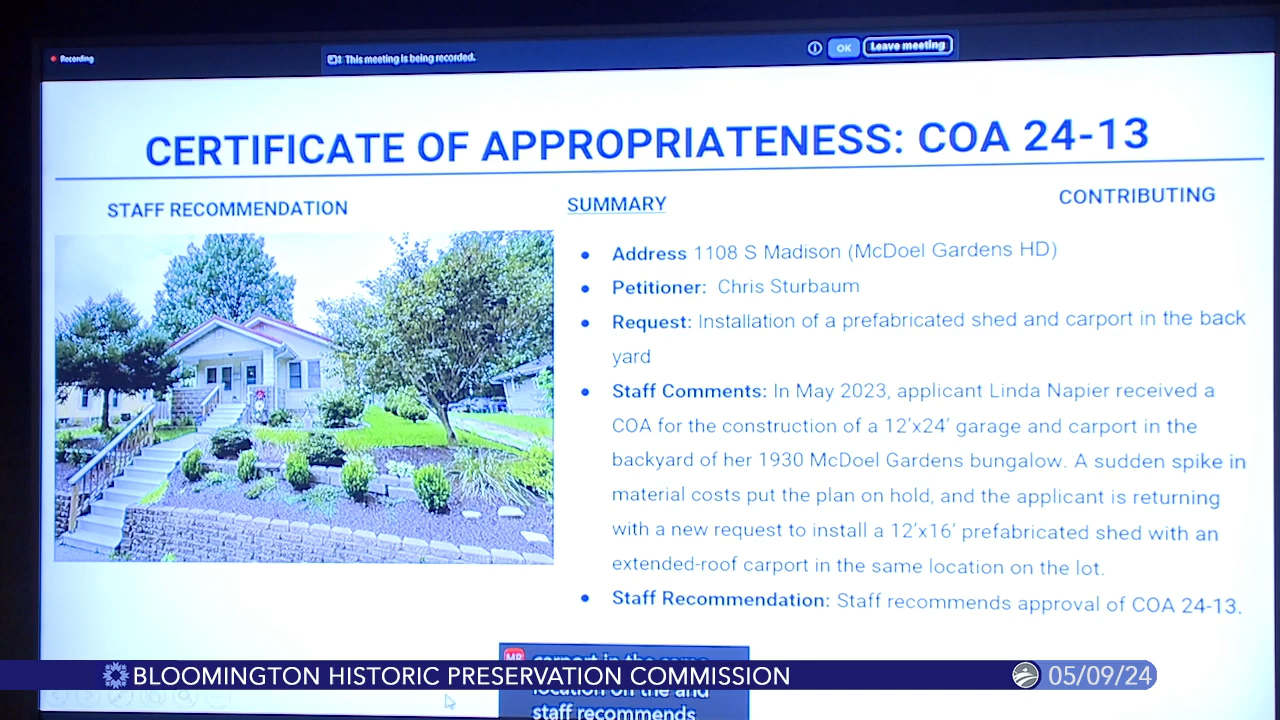 Recording
This meeting is being recorded.
OK
Leave meeting
CERTIFICATE OF APPROPRIATENESS: COA 24-13
STAFF RECOMMENDATION
SUMMARY
CONTRIBUTING
Address 1108 S Madison (McDoel Gardens HD)
Petitioner: Chris Sturbaum
Request: Installation of a prefabricated shed and carport in the back
yard
Staff Comments: In May 2023, applicant Linda Napier received a
COA for the construction of a 12'x24' garage and carport in the
backyard of her 1930 McDoel Gardens bungalow. A sudden spike in
material costs put the plan on hold, and the applicant is returning
with a new request to install a 12'x16' prefabricated shed with an
extended-roof carport in the same location on the lot.
Staff Recommendation: Staff recommends approval of COA 24-13.
MR
carport in the same
location on the and
staff recommends
BLOOMINGTON HISTORIC PRESERVATION COMMISSION
05/09/24